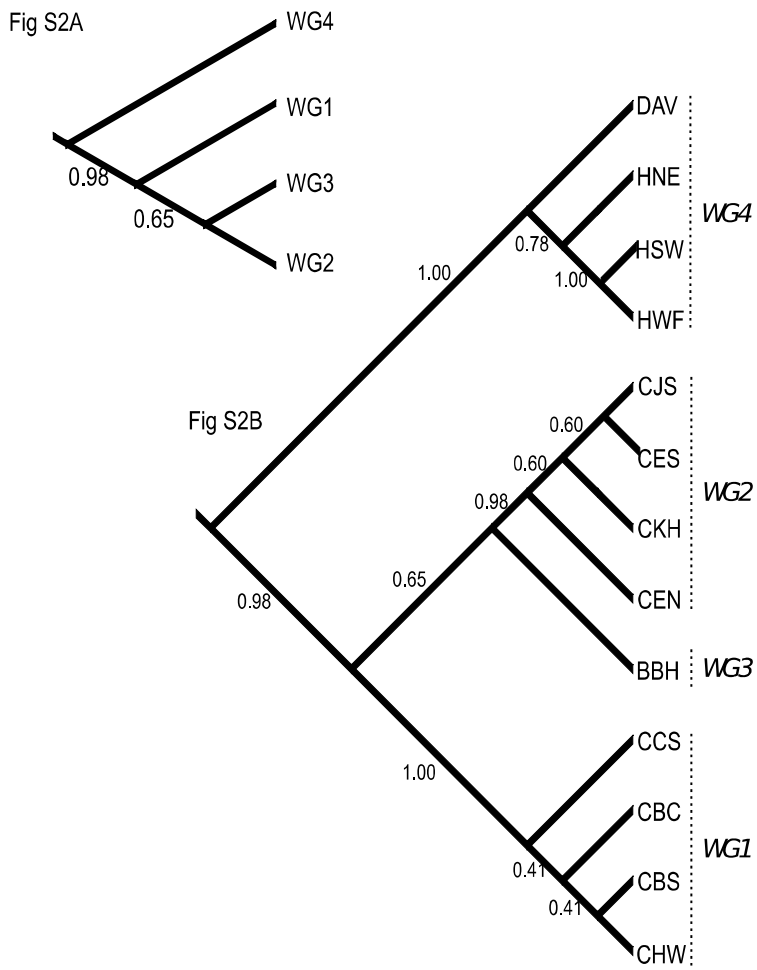 Fig S2A
WG4
WG1
WG3
WG2
0.98
0.65
Fig S2B
DAV
HNE
HSW
HWF
WG4
0.78
1.00
1.00
CJS
CES
CKH
CEN
WG2
0.60
0.60
0.98
0.65
0.98
BBH
WG3
1.00
CCS
CBC
CBS
CHW
WG1
0.41
0.41